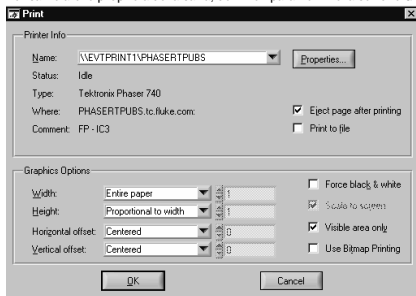 Print
Printer Info
Name: \\EVTPRINT1\PHASERTPUBS Properties...
Status: Idle
Type: Tektronix Phaser 740
Where: PHASERTPUBS.tc.fluke.com: Eject page after printing
Comment: FP - IC3 Print to file
Graphics Options
Width: Entire paper 1 Force black & white
Height: Proportional to width 1 Scale to screen
Horizontal offset: Centered 0 Visible area only
Vertical offset: Centered 0 Use Bitmap Printing
OK Cancel